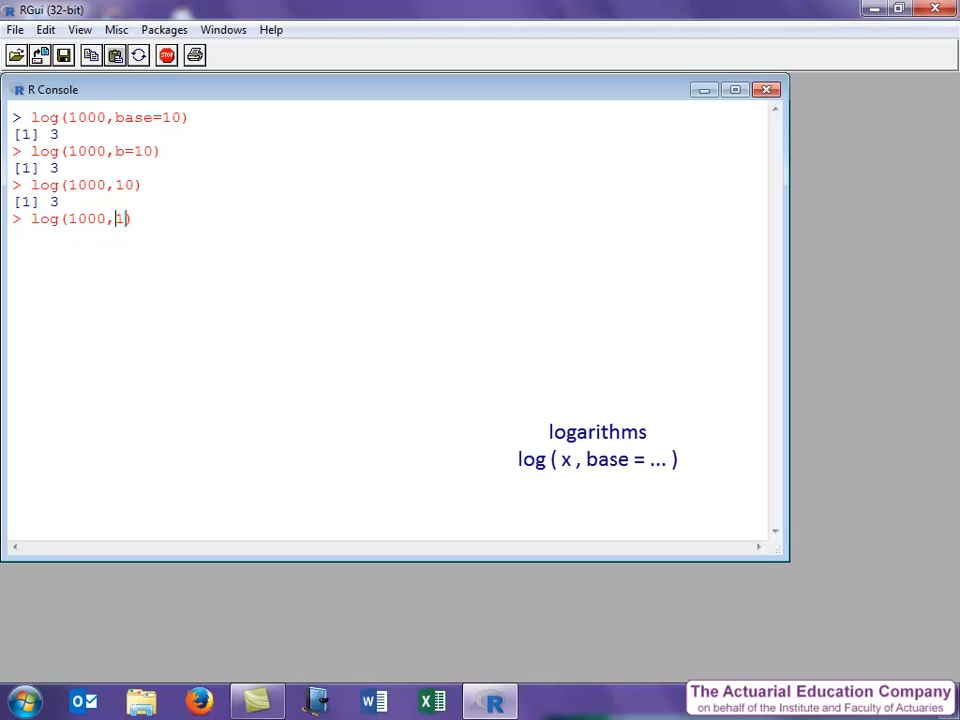 RGui (32-bit)
File Edit View Misc Packages Windows Help
STOP
R Console
> log(1000,base=10)
[1] 3
> log(1000,b=10)
[1] 3
> log(1000,10)
[1] 3
> log(1000,1)
logarithms
log ( x , base = ... )
The Actuarial Education Company
on behalf of the Institute and Faculty of Actuaries